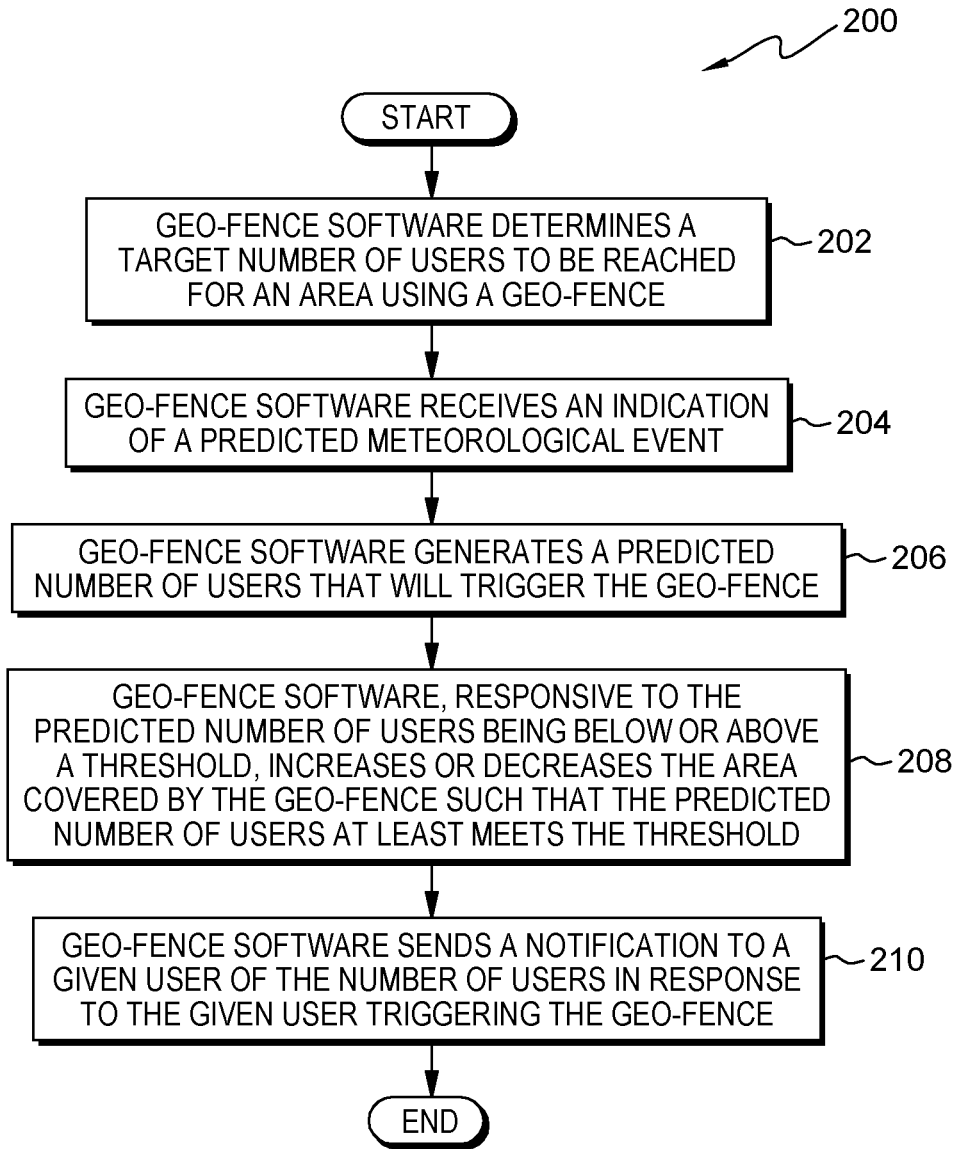 200
START
GEO-FENCE SOFTWARE DETERMINES A
TARGET NUMBER OF USERS TO BE REACHED
FOR AN AREA USING A GEO-FENCE
202
GEO-FENCE SOFTWARE RECEIVES AN INDICATION
OF A PREDICTED METEOROLOGICAL EVENT
204
GEO-FENCE SOFTWARE GENERATES A PREDICTED
NUMBER OF USERS THAT WILL TRIGGER THE GEO-FENCE
206
GEO-FENCE SOFTWARE, RESPONSIVE TO THE
PREDICTED NUMBER OF USERS BEING BELOW OR ABOVE
A THRESHOLD, INCREASES OR DECREASES THE AREA
COVERED BY THE GEO-FENCE SUCH THAT THE PREDICTED
NUMBER OF USERS AT LEAST MEETS THE THRESHOLD
208
GEO-FENCE SOFTWARE SENDS A NOTIFICATION TO A
GIVEN USER OF THE NUMBER OF USERS IN RESPONSE
TO THE GIVEN USER TRIGGERING THE GEO-FENCE
210
END